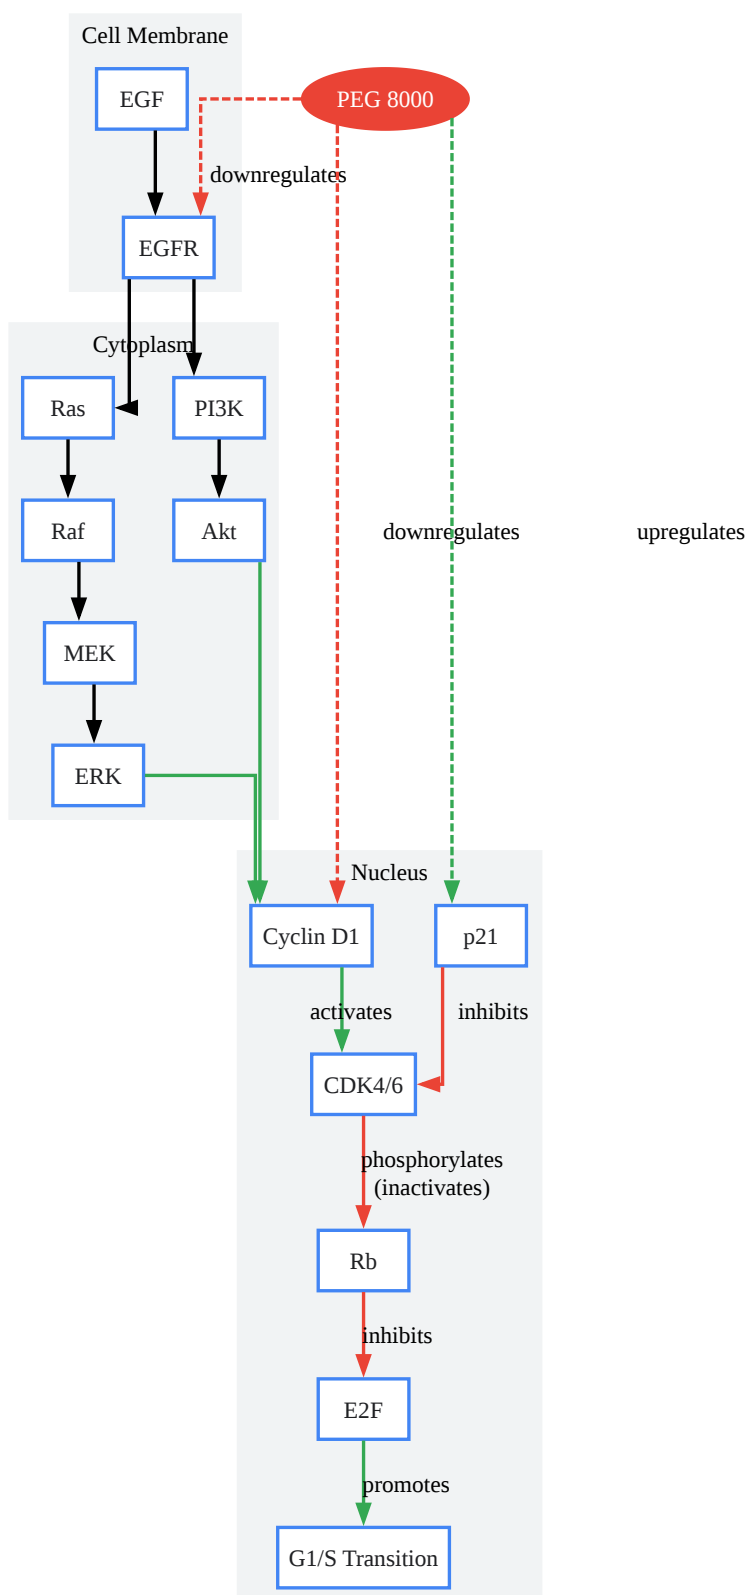 Cell Membrane
EGF
PEG 8000
downregulates
EGFR
Cytoplasm
Ras
PI3K
Raf
Akt
downregulates
upregulates
MEK
ERK
Nucleus
Cyclin D1
p21
activates
inhibits
CDK4/6
phosphorylates
(inactivates)
Rb
inhibits
E2F
promotes
G1/S Transition